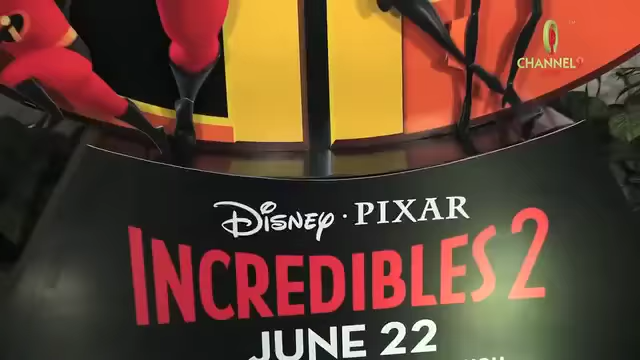 CHANNEL
DISNEY · PIXAR
INCREDIBLES 2
JUNE 22